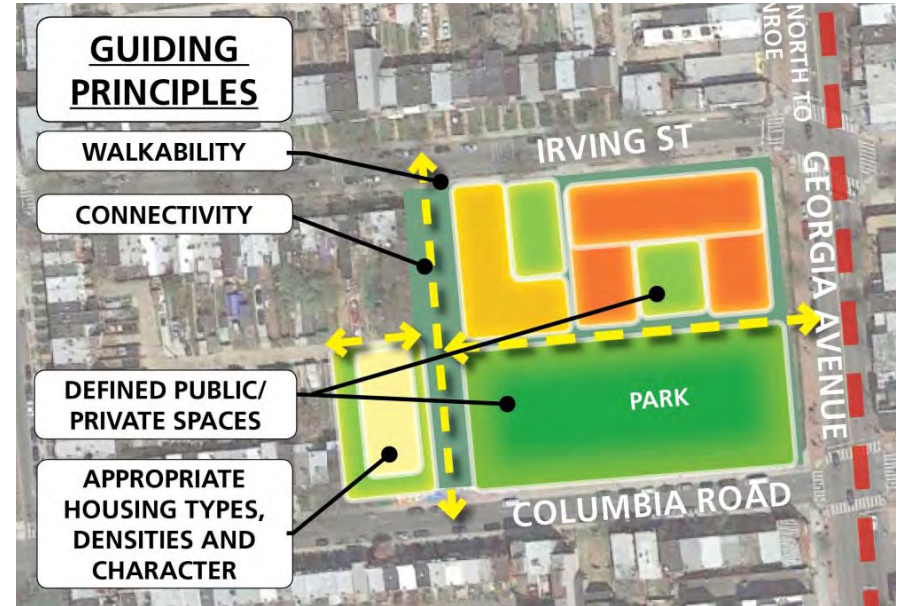 GUIDING
PRINCIPLES
WALKABILITY
CONNECTIVITY
DEFINED PUBLIC/
PRIVATE SPACES
APPROPRIATE
HOUSING TYPES,
DENSITIES AND
CHARACTER
IRVING ST
NORTH TO
NROE
GEORGIA AVENUE
PARK
COLUMBIA ROAD